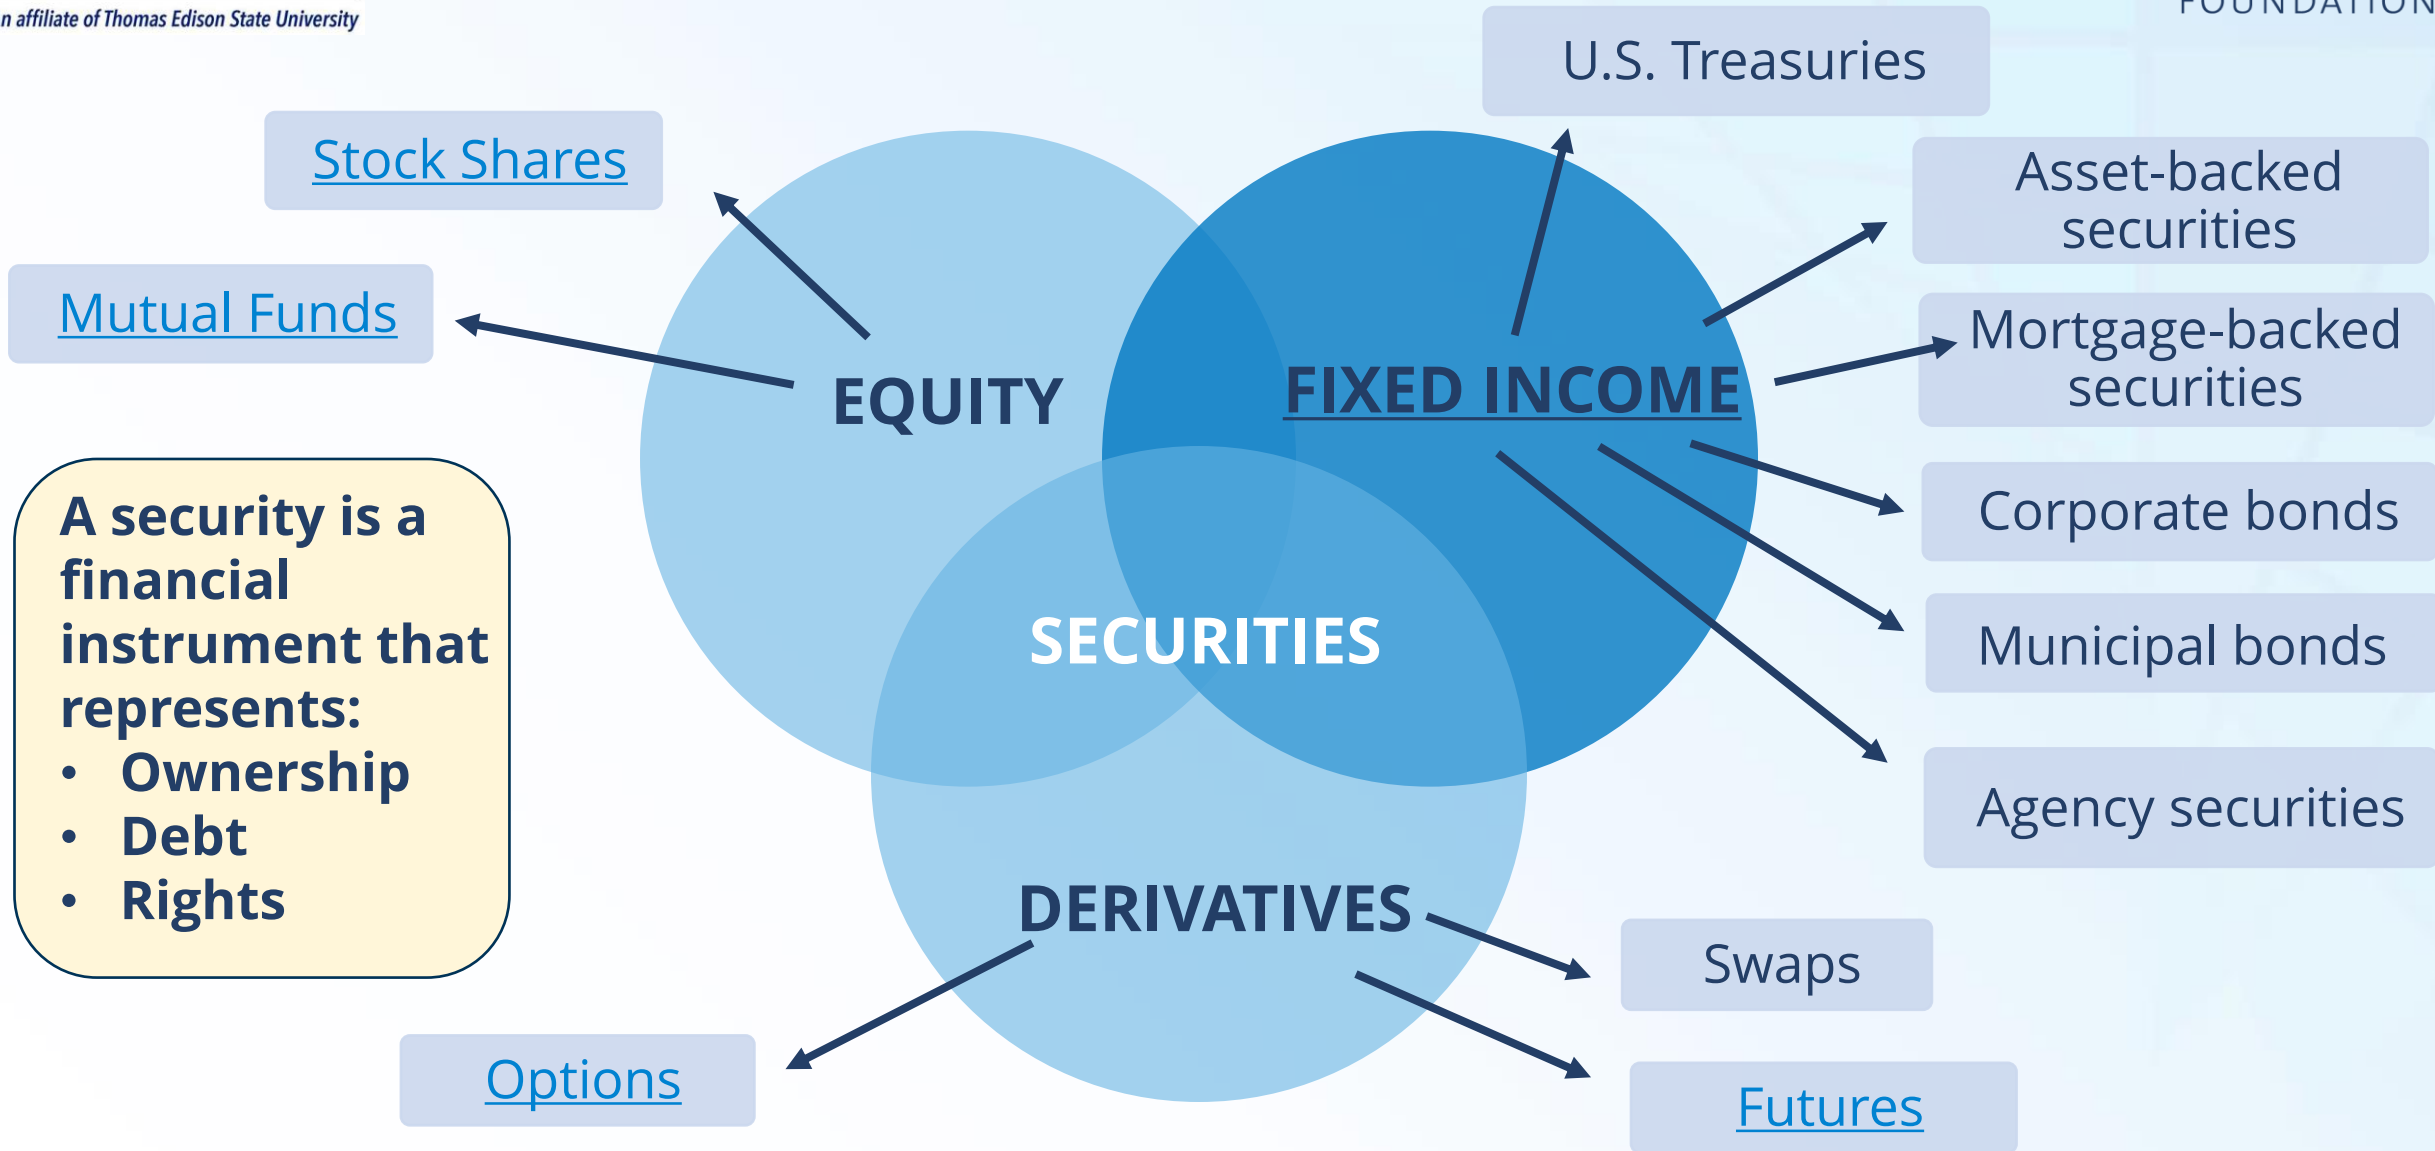 n affiliate of Thomas Edison State University
FOUNDATION
U.S. Treasuries
Stock Shares
Asset-backed
securities
Mutual Funds
Mortgage-backed
securities
EQUITY
FIXED INCOME
A security is a
financial
instrument that
represents:
• Ownership
• Debt
• Rights
Corporate bonds
SECURITIES
Municipal bonds
Agency securities
DERIVATIVES
Swaps
Options
Futures